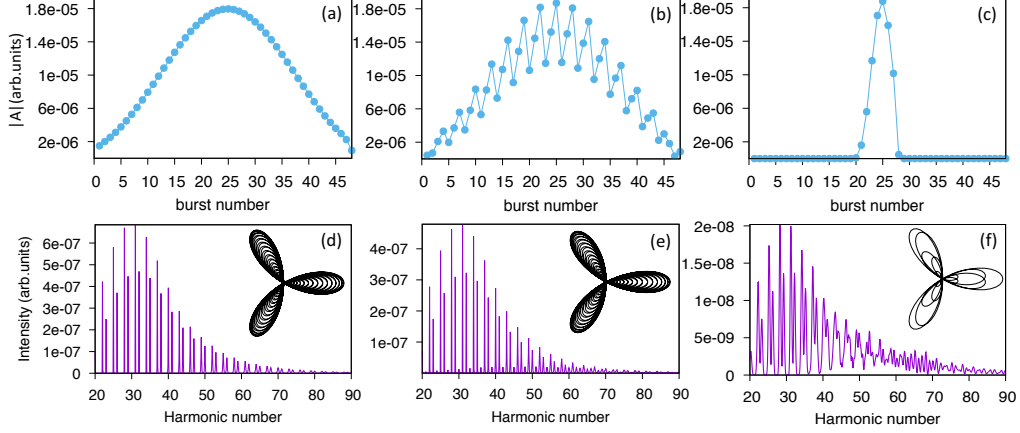 1.8e-05 (a) 1.8e-05 (b) 1.8e-05 (c)
1.4e-05 1.4e-05 1.4e-05
1e-05 1e-05 1e-05
6e-06 6e-06 6e-06
2e-06 2e-06 2e-06
|A|(arb.units)
0 5 10 15 20 25 30 35 40 45 0 5 10 15 20 25 30 35 40 45 0 5 10 15 20 25 30 35 40 45
burst number burst number burst number
(d) (e) (f)
6e-07
5e-07
4e-07
3e-07
2e-07
1e-07
0
4e-07
3e-07
2e-07
1e-07
2e-08
1.5e-08
1e-08
5e-09
0
Intensity (arb.units)
20 30 40 50 60 70 80 90 20 30 40 50 60 70 80 90 20 30 40 50 60 70 80 90
Harmonic number Harmonic number Harmonic number